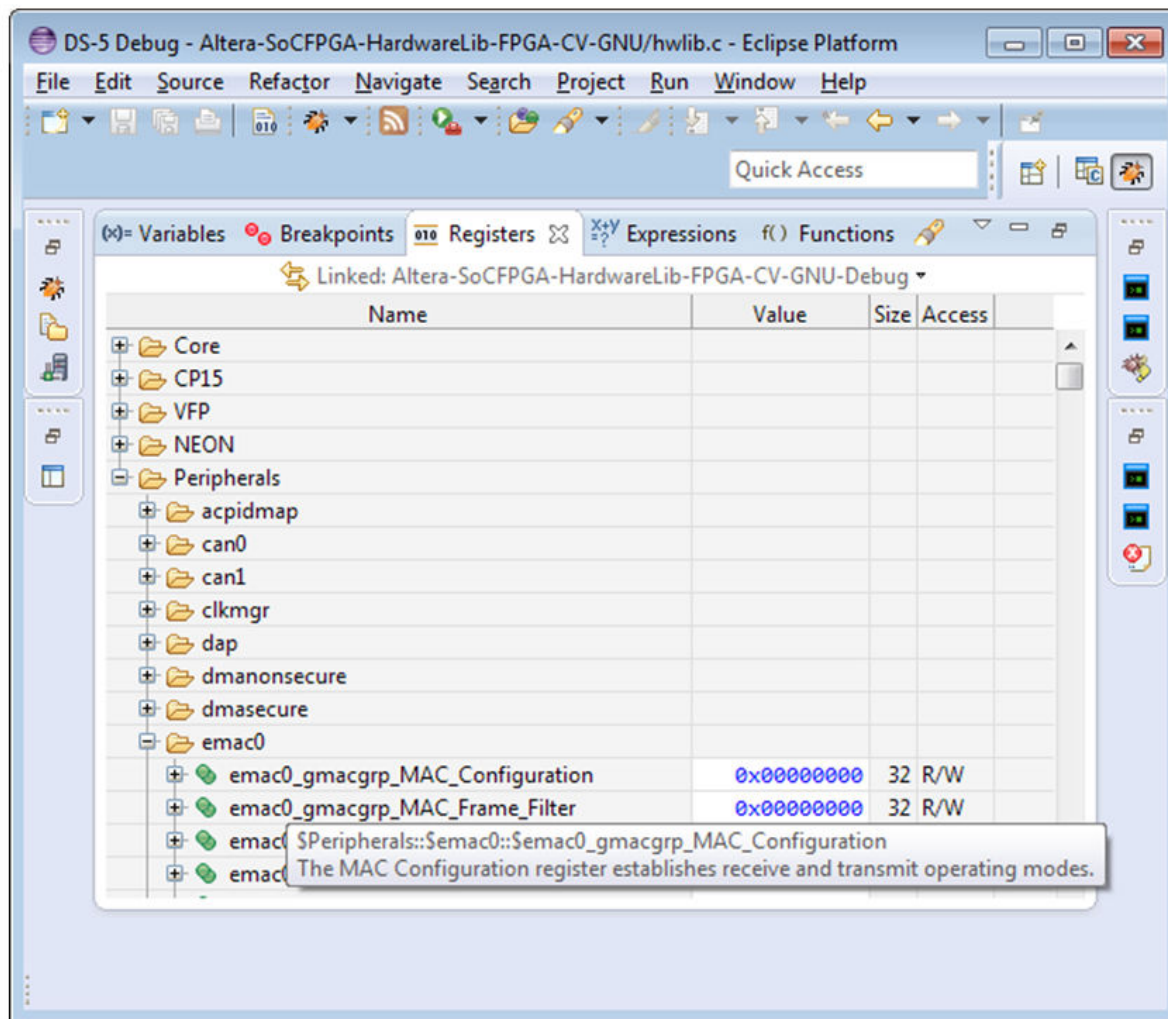 DS-5 Debug - Altera-SoCFPGA-HardwareLib-FPGA-CV-GNU/hwlib.c - Eclipse Platform
File Edit Source Refactor Navigate Search Project Run Window Help
010
Quick Access
(x)= Variables Breakpoints 010 Registers x+y=? Expressions f() Functions
Linked: Altera-SoCFPGA-HardwareLib-FPGA-CV-GNU-Debug
Name Value Size Access
Core
CP15
VFP
NEON
Peripherals
acpidmap
can0
can1
clkmgr
dap
dmanonsecure
dmasecure
emac0
emac0_gmacgrp_MAC_Configuration 0x00000000 32 R/W
emac0_gmacgrp_MAC_Frame_Filter 0x00000000 32 R/W
$Peripherals::$emac0::$emac0_gmacgrp_MAC_Configuration
The MAC Configuration register establishes receive and transmit operating modes.